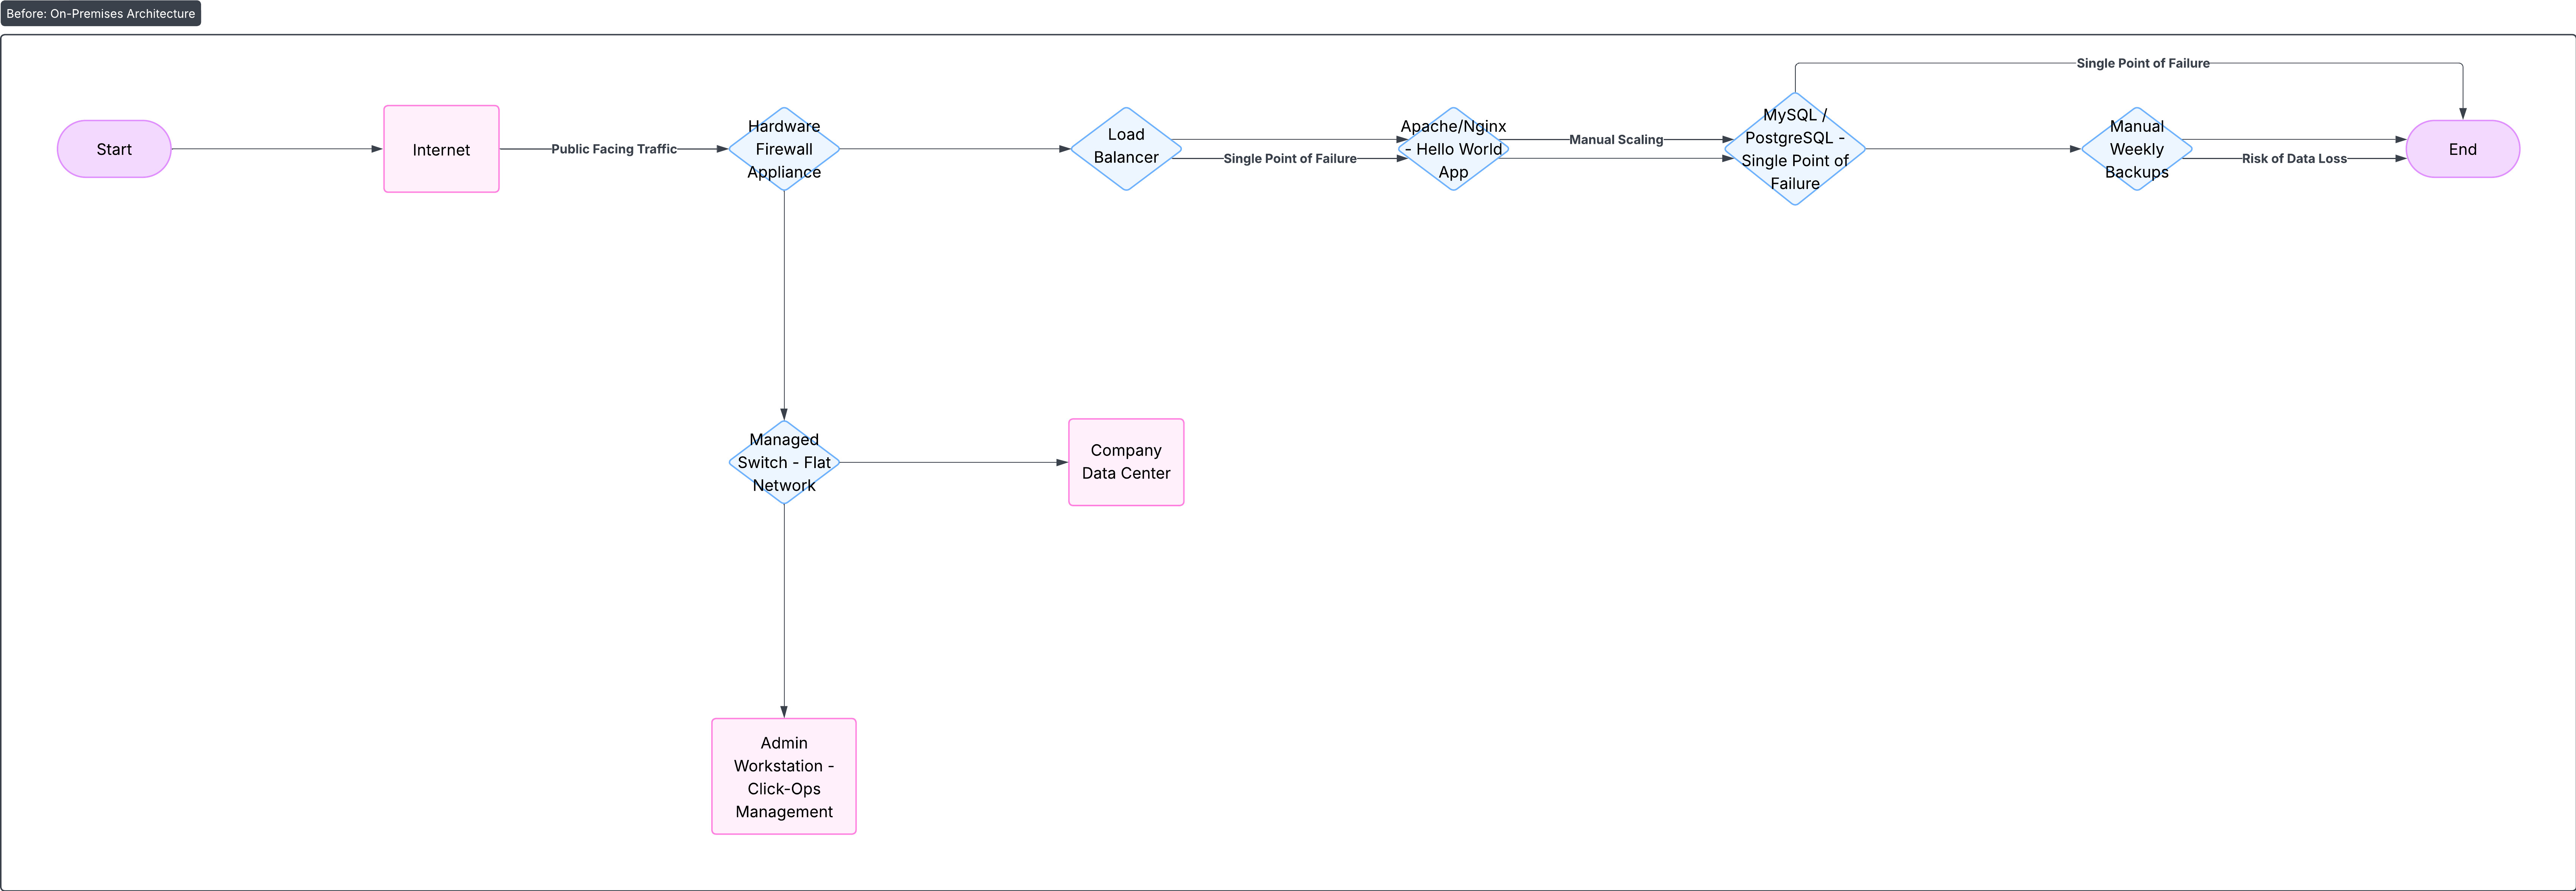 Before: On-Premises Architecture
Single Point of Failure
Start
Internet
Public Facing Traffic
Hardware
Firewall
Appliance
Load
Balancer
Single Point of Failure
Apache/Nginx
- Hello World
App
Manual Scaling
MySQL /
PostgreSQL -
Single Point of
Failure
Manual
Weekly
Backups
Risk of Data Loss
End
Managed
Switch - Flat
Network
Company
Data Center
Admin
Workstation -
Click-Ops
Management